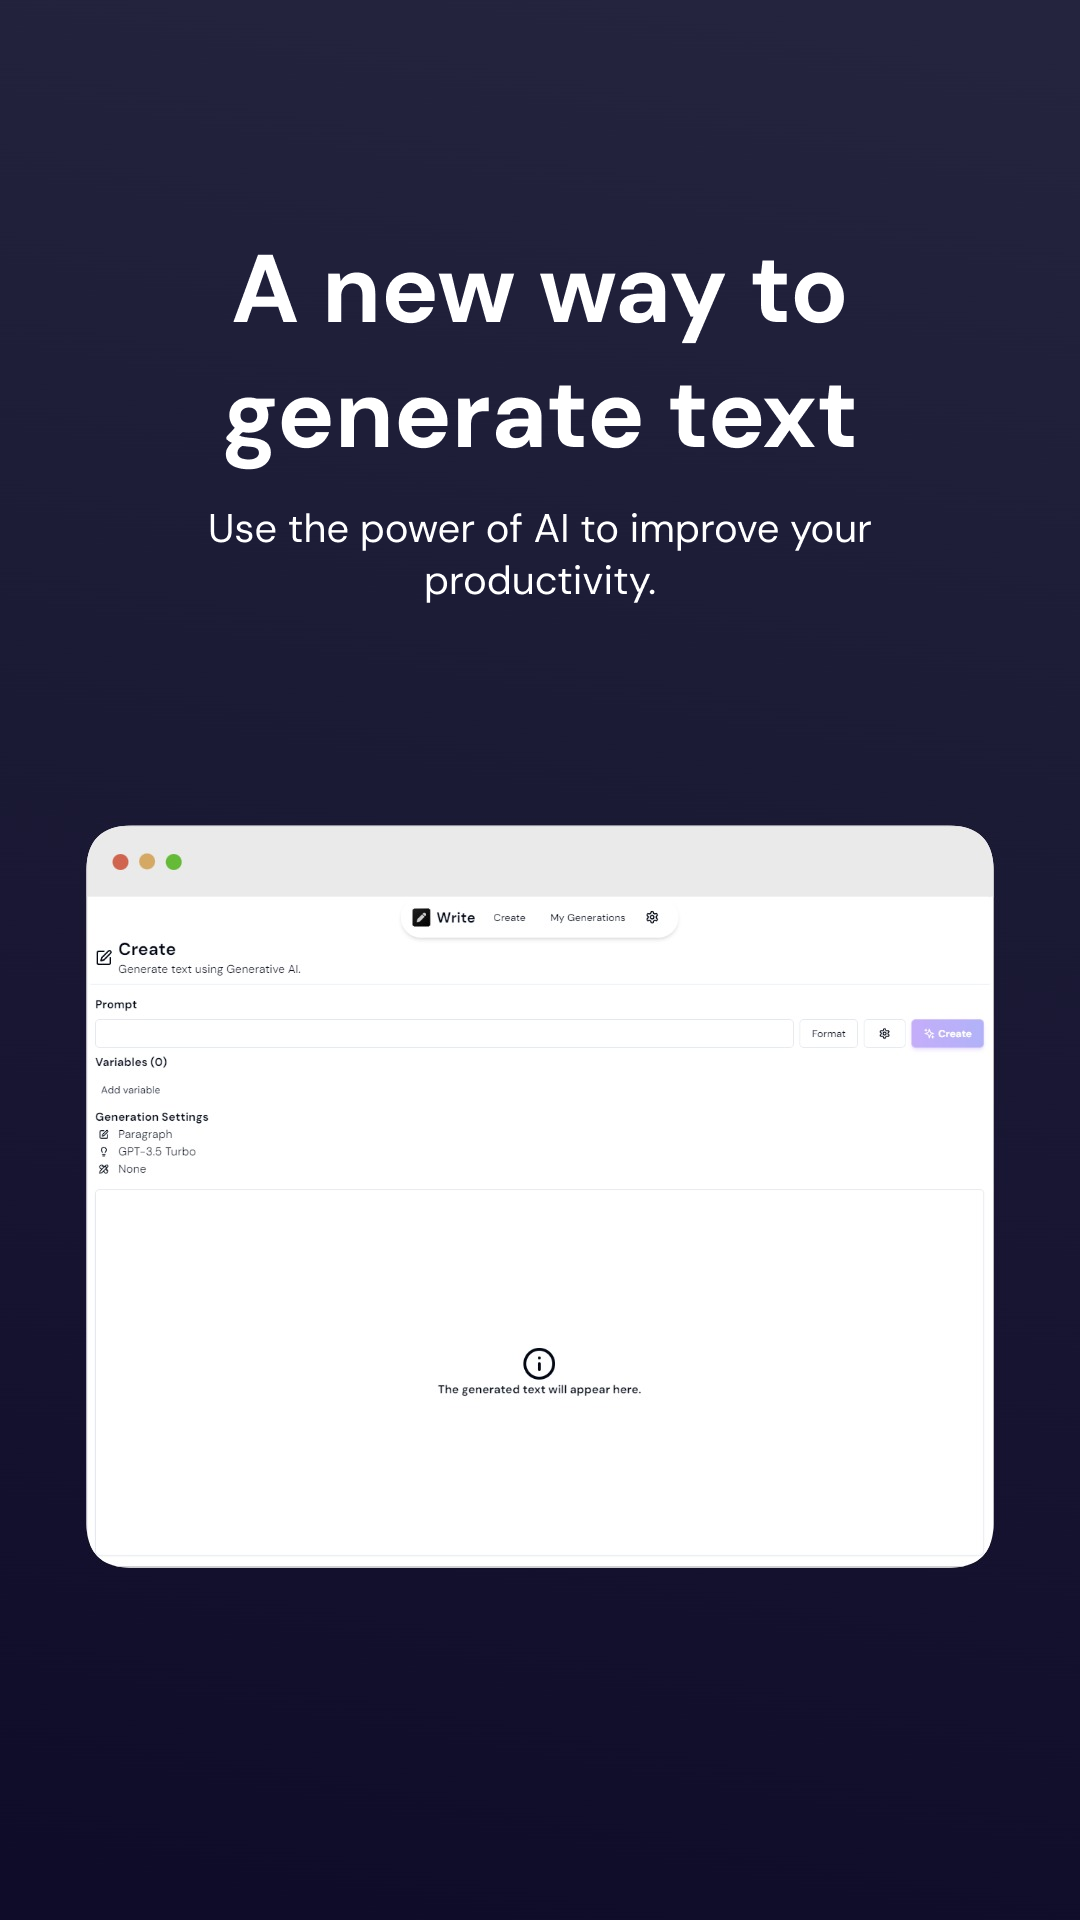 A new way to
generate text
Use the power of AI to improve your
productivity.
Write Create My Generations
Create
Generate text using Generative AI.
Prompt
Format Create
Variables (0)
Add variable
Generation Settings
Paragraph
GPT-3.5 Turbo
None
The generated text will appear here.